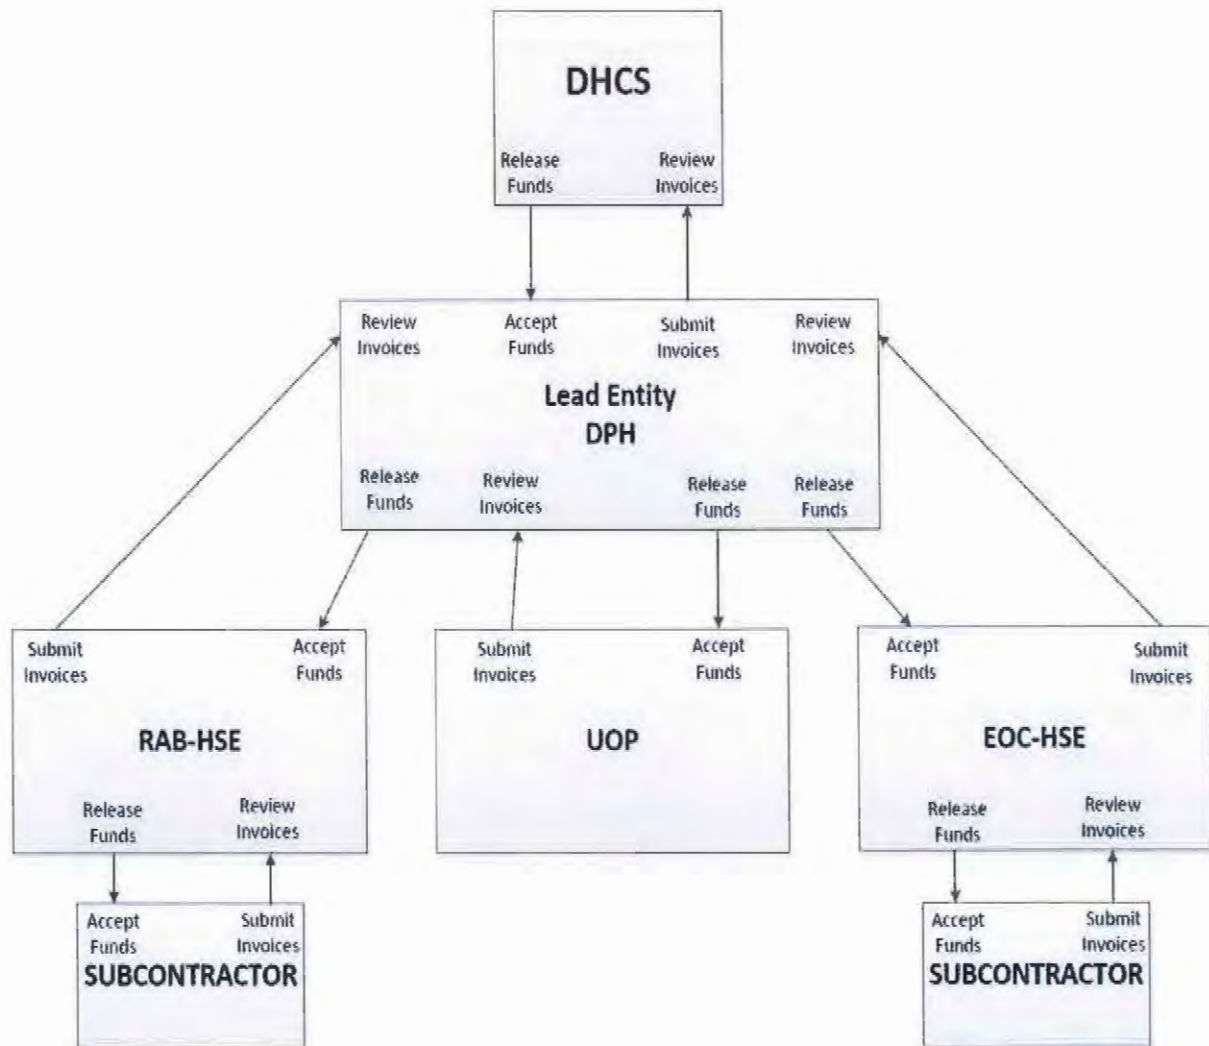 DHCS
Release
Funds
Review
Invoices
Review
Invoices
Accept
Funds
Submit
Invoices
Review
Invoices
Lead Entity
DPH
Release
Funds
Review
Invoices
Release
Funds
Release
Funds
Submit
Invoices
Accept
Funds
RAB-HSE
Release
Funds
Review
Invoices
Submit
Invoices
Accept
Funds
UOP
Accept
Funds
Submit
Invoices
EOC-HSE
Release
Funds
Review
Invoices
Accept
Funds
Submit
Invoices
SUBCONTRACTOR
Accept
Funds
Submit
Invoices
SUBCONTRACTOR